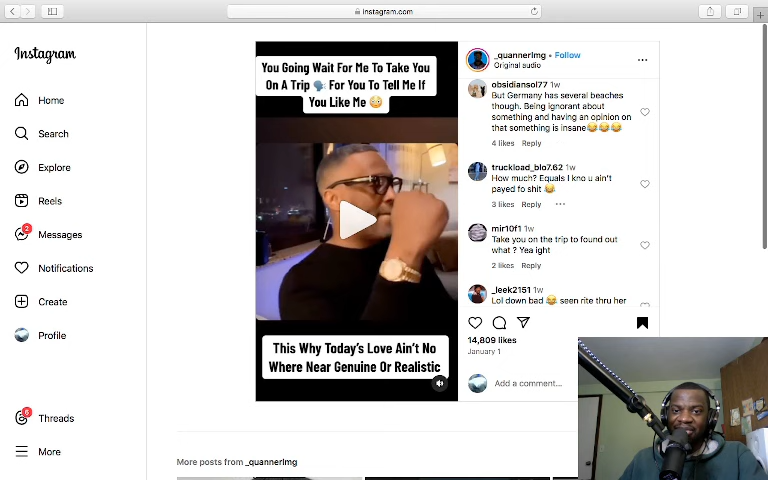 instagram.com
Instagram
Home
Search
Explore
Reels
2
Messages
Notifications
Create
Profile
6
Threads
More
You Going Wait For Me To Take You
On A Trip 🗣️ For You To Tell Me If
You Like Me 😳
This Why Today's Love Ain't No
Where Near Genuine Or Realistic
_quannerlmg • Follow
Original audio
obsidiansol77 1w
But Germany has several beaches
though. Being ignorant about
something and having an opinion on
that something is insane😂😂😂
4 likes Reply
truckload_blo7.62 1w
How much? Equals I kno u ain't
payed fo shit 😂
3 likes Reply
mir10f1 1w
Take you on the trip to found out
what ? Yea ight
2 likes Reply
_leek2151 1w
Lol down bad 😂 seen rite thru her
14,809 likes
January 1
Add a comment...
More posts from _quannerlmg